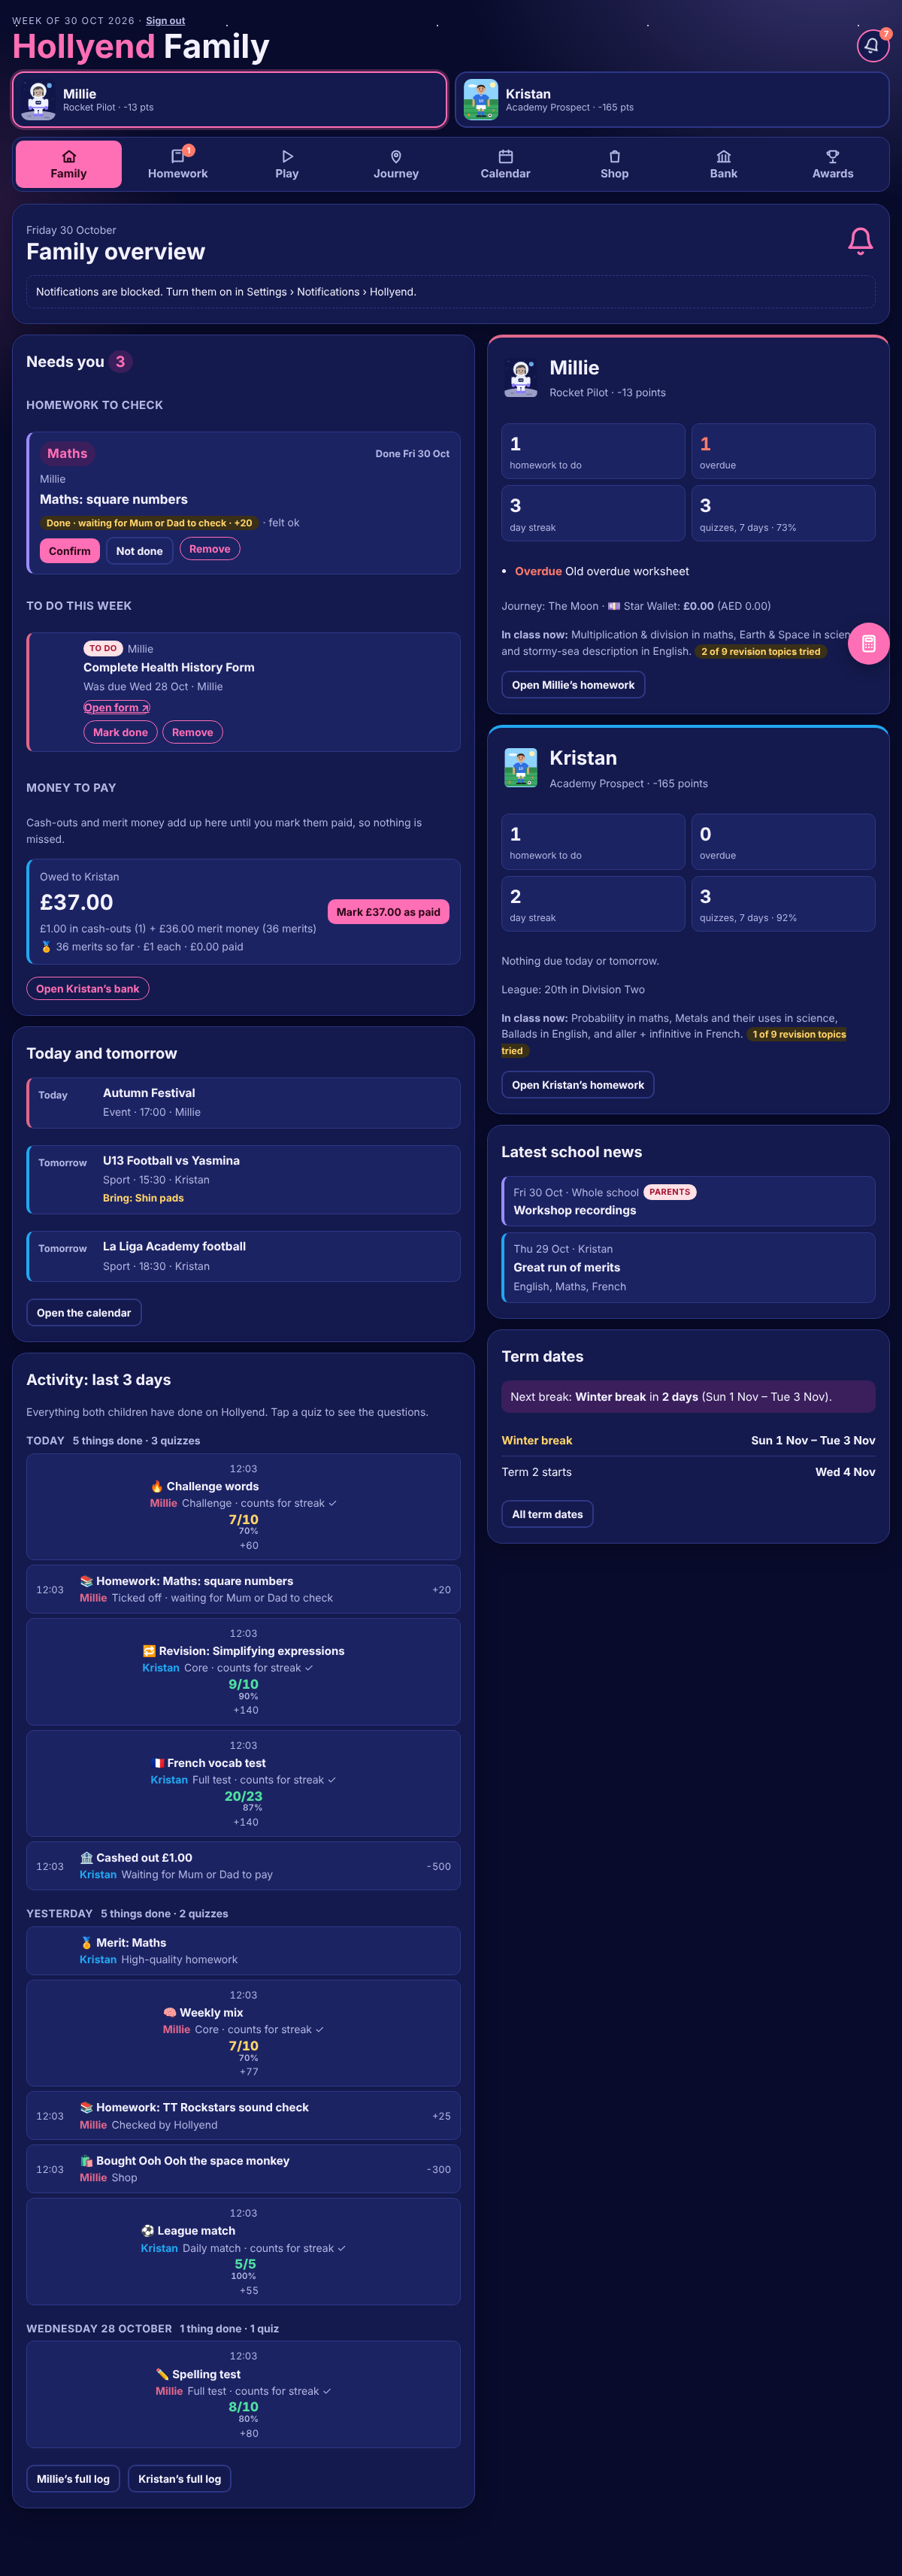 WEEK OF 30 OCT 2026 · Sign out
Hollyend Family
7
Millie
Rocket Pilot · -13 pts
Kristan
Academy Prospect · -165 pts
Family
1
Homework
Play
Journey
Calendar
Shop
Bank
Awards
Friday 30 October
Family overview
Notifications are blocked. Turn them on in Settings › Notifications › Hollyend.
Needs you 3
HOMEWORK TO CHECK
Maths
Done Fri 30 Oct
Millie
Maths: square numbers
Done · waiting for Mum or Dad to check · +20 · felt ok
Confirm
Not done
Remove
TO DO THIS WEEK
TO DO Millie
Complete Health History Form
Was due Wed 28 Oct · Millie
Open form ↗
Mark done
Remove
MONEY TO PAY
Cash-outs and merit money add up here until you mark them paid, so nothing is
missed.
Owed to Kristan
£37.00
£1.00 in cash-outs (1) + £36.00 merit money (36 merits)
🏅 36 merits so far · £1 each · £0.00 paid
Mark £37.00 as paid
Open Kristan's bank
Today and tomorrow
Today
Autumn Festival
Event · 17:00 · Millie
Tomorrow
U13 Football vs Yasmina
Sport · 15:30 · Kristan
Bring: Shin pads
Tomorrow
La Liga Academy football
Sport · 18:30 · Kristan
Open the calendar
Activity: last 3 days
Everything both children have done on Hollyend. Tap a quiz to see the questions.
TODAY 5 things done · 3 quizzes
12:03
🔥 Challenge words
Millie Challenge · counts for streak ✓
7/10
70%
+60
12:03
📚 Homework: Maths: square numbers
Millie Ticked off · waiting for Mum or Dad to check
+20
12:03
🔁 Revision: Simplifying expressions
Kristan Core · counts for streak ✓
9/10
90%
+140
12:03
🇫🇷 French vocab test
Kristan Full test · counts for streak ✓
20/23
87%
+140
12:03
🏦 Cashed out £1.00
Kristan Waiting for Mum or Dad to pay
-500
YESTERDAY 5 things done · 2 quizzes
🏅 Merit: Maths
Kristan High-quality homework
12:03
🧠 Weekly mix
Millie Core · counts for streak ✓
7/10
70%
+77
12:03
📚 Homework: TT Rockstars sound check
Millie Checked by Hollyend
+25
12:03
🛍️ Bought Ooh Ooh the space monkey
Millie Shop
-300
12:03
⚽ League match
Kristan Daily match · counts for streak ✓
5/5
100%
+55
WEDNESDAY 28 OCTOBER 1 thing done · 1 quiz
12:03
✏️ Spelling test
Millie Full test · counts for streak ✓
8/10
80%
+80
Millie's full log
Kristan's full log
Millie
Rocket Pilot · -13 points
1
homework to do
1
overdue
3
day streak
3
quizzes, 7 days · 73%
• Overdue Old overdue worksheet
Journey: The Moon · 💷 Star Wallet: £0.00 (AED 0.00)
In class now: Multiplication & division in maths, Earth & Space in scien
and stormy-sea description in English. 2 of 9 revision topics tried
Open Millie's homework
Kristan
Academy Prospect · -165 points
1
homework to do
0
overdue
2
day streak
3
quizzes, 7 days · 92%
Nothing due today or tomorrow.
League: 20th in Division Two
In class now: Probability in maths, Metals and their uses in science,
Ballads in English, and aller + infinitive in French. 1 of 9 revision topics
tried
Open Kristan's homework
Latest school news
Fri 30 Oct · Whole school PARENTS
Workshop recordings
Thu 29 Oct · Kristan
Great run of merits
English, Maths, French
Term dates
Next break: Winter break in 2 days (Sun 1 Nov – Tue 3 Nov).
Winter break
Sun 1 Nov – Tue 3 Nov
Term 2 starts
Wed 4 Nov
All term dates